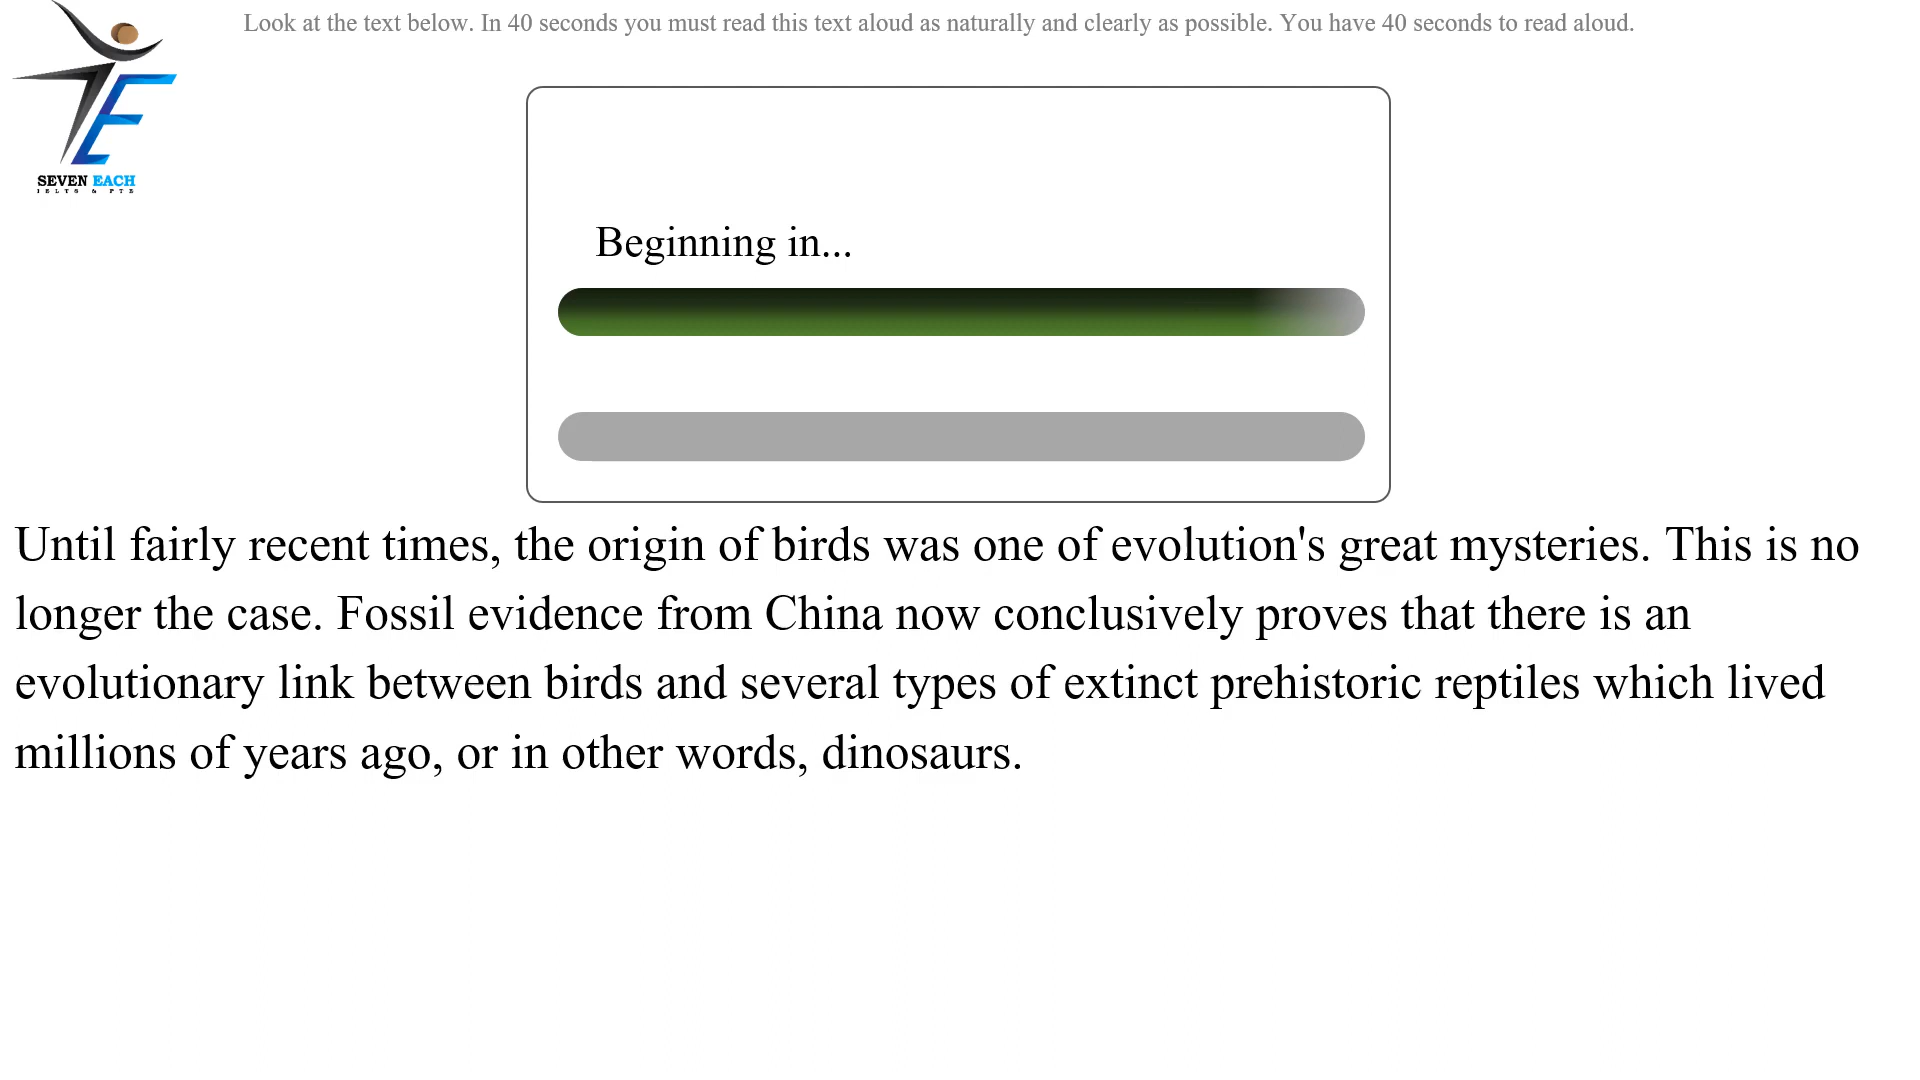 Look at the text below. In 40 seconds you must read this text aloud as naturally and clearly as possible. You have 40 seconds to read aloud.
SEVEN EACH
IELTS & PTE
Beginning in...
Until fairly recent times, the origin of birds was one of evolution's great mysteries. This is no
longer the case. Fossil evidence from China now conclusively proves that there is an
evolutionary link between birds and several types of extinct prehistoric reptiles which lived
millions of years ago, or in other words, dinosaurs.